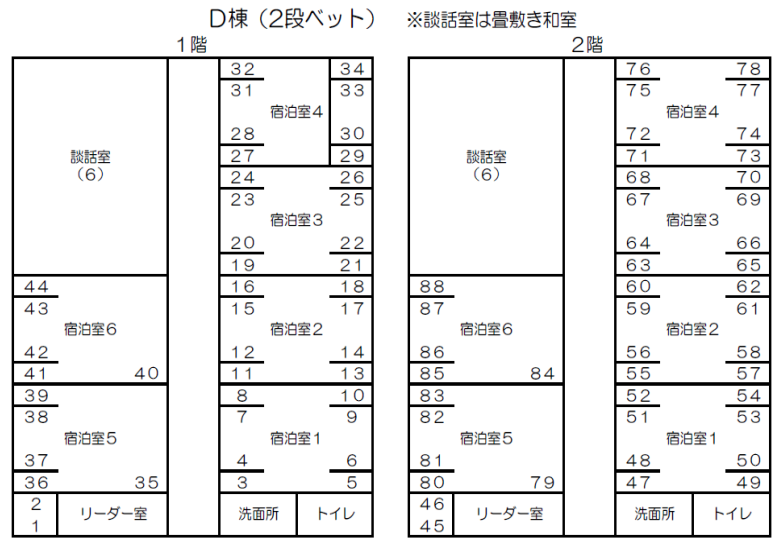 D棟（2段ベット）　※談話室は畳敷き和室
1階
32 34
31 33
宿泊室4
28 30
27 29
談話室
（6）
24 26
23 25
宿泊室3
20 22
19 21
44 16 18
43 15 17
宿泊室6 宿泊室2
42 12 14
41 40 11 13
39 8 10
38 7 9
宿泊室5 宿泊室1
37 4 6
36 35 3 5
2
1
リーダー室 洗面所 トイレ
2階
76 78
75 77
宿泊室4
72 74
71 73
談話室
（6）
68 70
67 69
宿泊室3
64 66
63 65
88 60 62
87 59 61
宿泊室6 宿泊室2
86 56 58
85 84 55 57
83 52 54
82 51 53
宿泊室5 宿泊室1
81 48 50
80 79 47 49
46
45
リーダー室 洗面所 トイレ